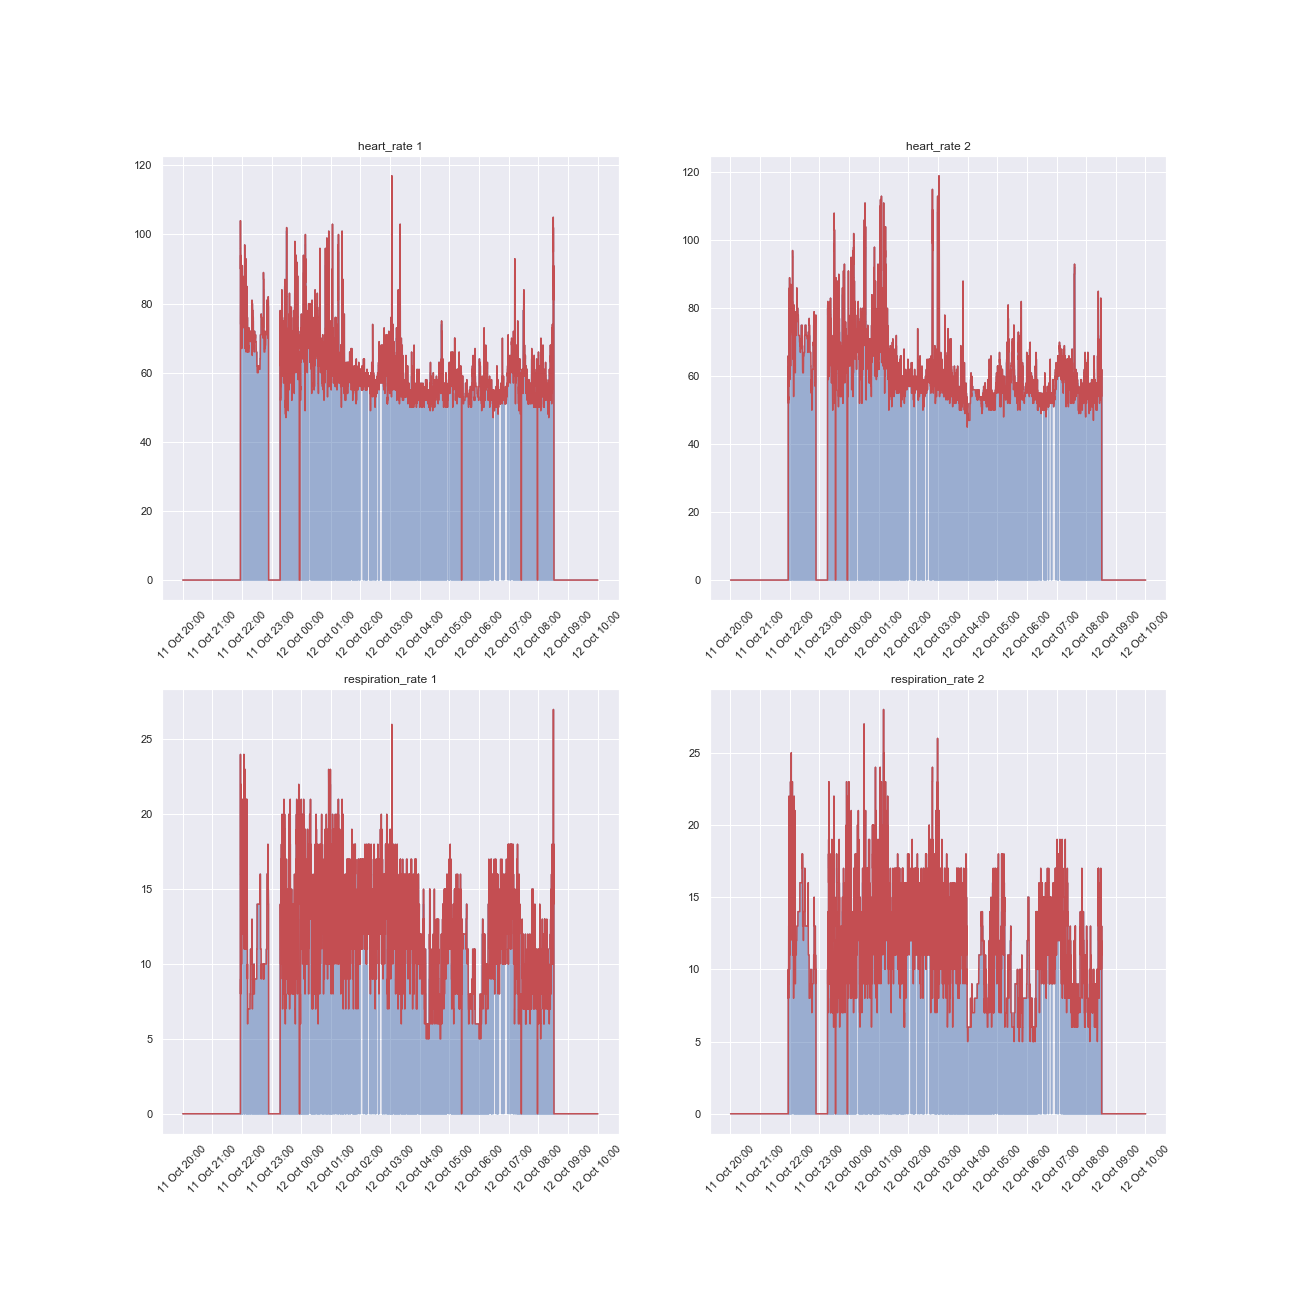 heart_rate 1
120
100
80
60
40
20
0
11 Oct 20:00
11 Oct 21:00
11 Oct 22:00
11 Oct 23:00
12 Oct 00:00
12 Oct 01:00
12 Oct 02:00
12 Oct 03:00
12 Oct 04:00
12 Oct 05:00
12 Oct 06:00
12 Oct 07:00
12 Oct 08:00
12 Oct 09:00
12 Oct 10:00
heart_rate 2
120
100
80
60
40
20
0
11 Oct 20:00
11 Oct 21:00
11 Oct 22:00
11 Oct 23:00
12 Oct 00:00
12 Oct 01:00
12 Oct 02:00
12 Oct 03:00
12 Oct 04:00
12 Oct 05:00
12 Oct 06:00
12 Oct 07:00
12 Oct 08:00
12 Oct 09:00
12 Oct 10:00
respiration_rate 1
25
20
15
10
5
0
11 Oct 20:00
11 Oct 21:00
11 Oct 22:00
11 Oct 23:00
12 Oct 00:00
12 Oct 01:00
12 Oct 02:00
12 Oct 03:00
12 Oct 04:00
12 Oct 05:00
12 Oct 06:00
12 Oct 07:00
12 Oct 08:00
12 Oct 09:00
12 Oct 10:00
respiration_rate 2
25
20
15
10
5
0
11 Oct 20:00
11 Oct 21:00
11 Oct 22:00
11 Oct 23:00
12 Oct 00:00
12 Oct 01:00
12 Oct 02:00
12 Oct 03:00
12 Oct 04:00
12 Oct 05:00
12 Oct 06:00
12 Oct 07:00
12 Oct 08:00
12 Oct 09:00
12 Oct 10:00